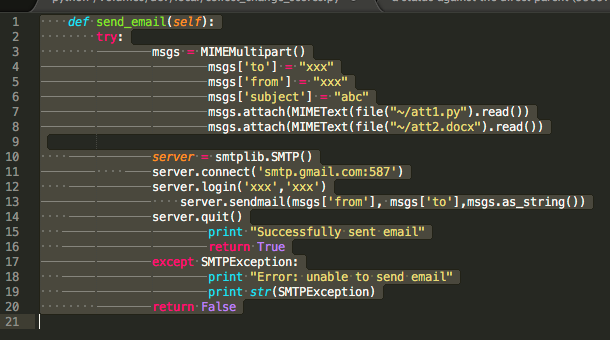 1 def send_email(self):
2 try:
3 msgs = MIMEMultipart()
4 msgs['to'] = "xxx"
5 msgs['from'] = "xxx"
6 msgs['subject'] = "abc"
7 msgs.attach(MIMEText(file("~/att1.py").read())
8 msgs.attach(MIMEText(file("~/att2.docx").read())
9
10 server = smtplib.SMTP()
11 server.connect('smtp.gmail.com:587')
12 server.login('xxx','xxx')
13 server.sendmail(msgs['from'], msgs['to'],msgs.as_string())
14 server.quit()
15 print "Successfully sent email"
16 return True
17 except SMTPException:
18 print "Error: unable to send email"
19 print str(SMTPException)
20 return False
21